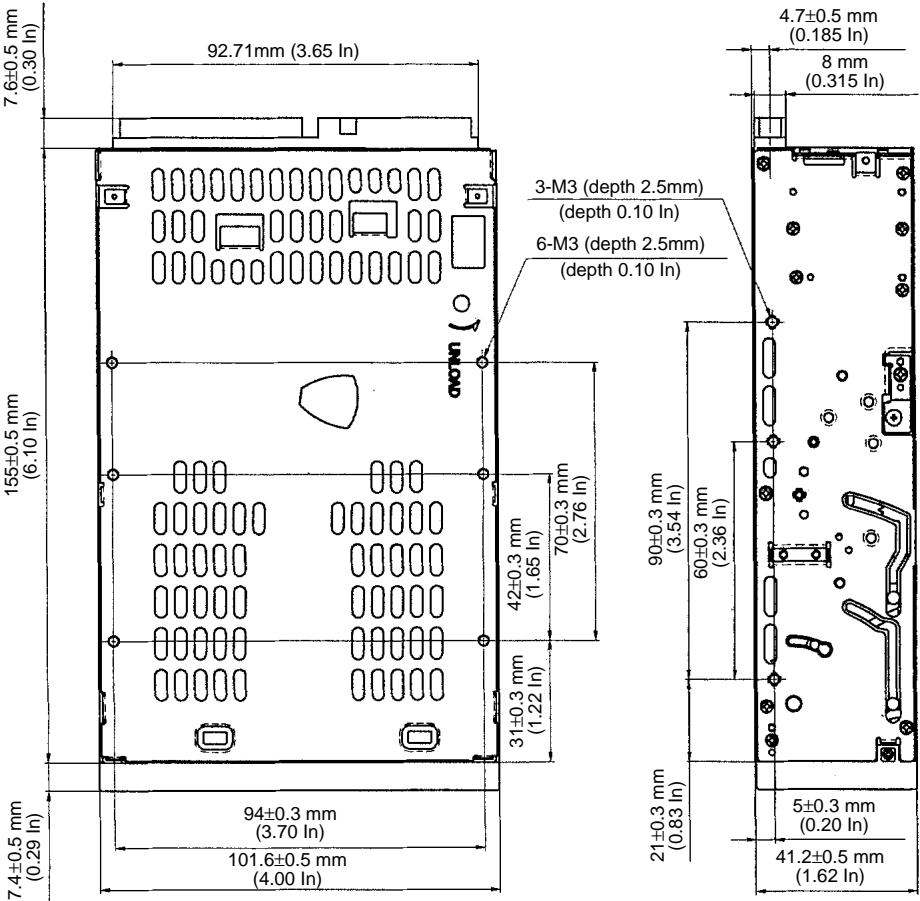 4.7±0.5 mm
(0.185 In)
7.6±0.5 mm
(0.30 In)
92.71mm (3.65 In)
8 mm
(0.315 In)
3-M3 (depth 2.5mm)
(depth 0.10 In)
6-M3 (depth 2.5mm)
(depth 0.10 In)
UNLOAD
155±0.5 mm
(6.10 In)
70±0.3 mm
(2.76 In)
42±0.3 mm
(1.65 In)
31±0.3 mm
(1.22 In)
90±0.3 mm
(3.54 In)
60±0.3 mm
(2.36 In)
21±0.3 mm
(0.83 In)
7.4±0.5 mm
(0.29 In)
94±0.3 mm
(3.70 In)
101.6±0.5 mm
(4.00 In)
5±0.3 mm
(0.20 In)
41.2±0.5 mm
(1.62 In)